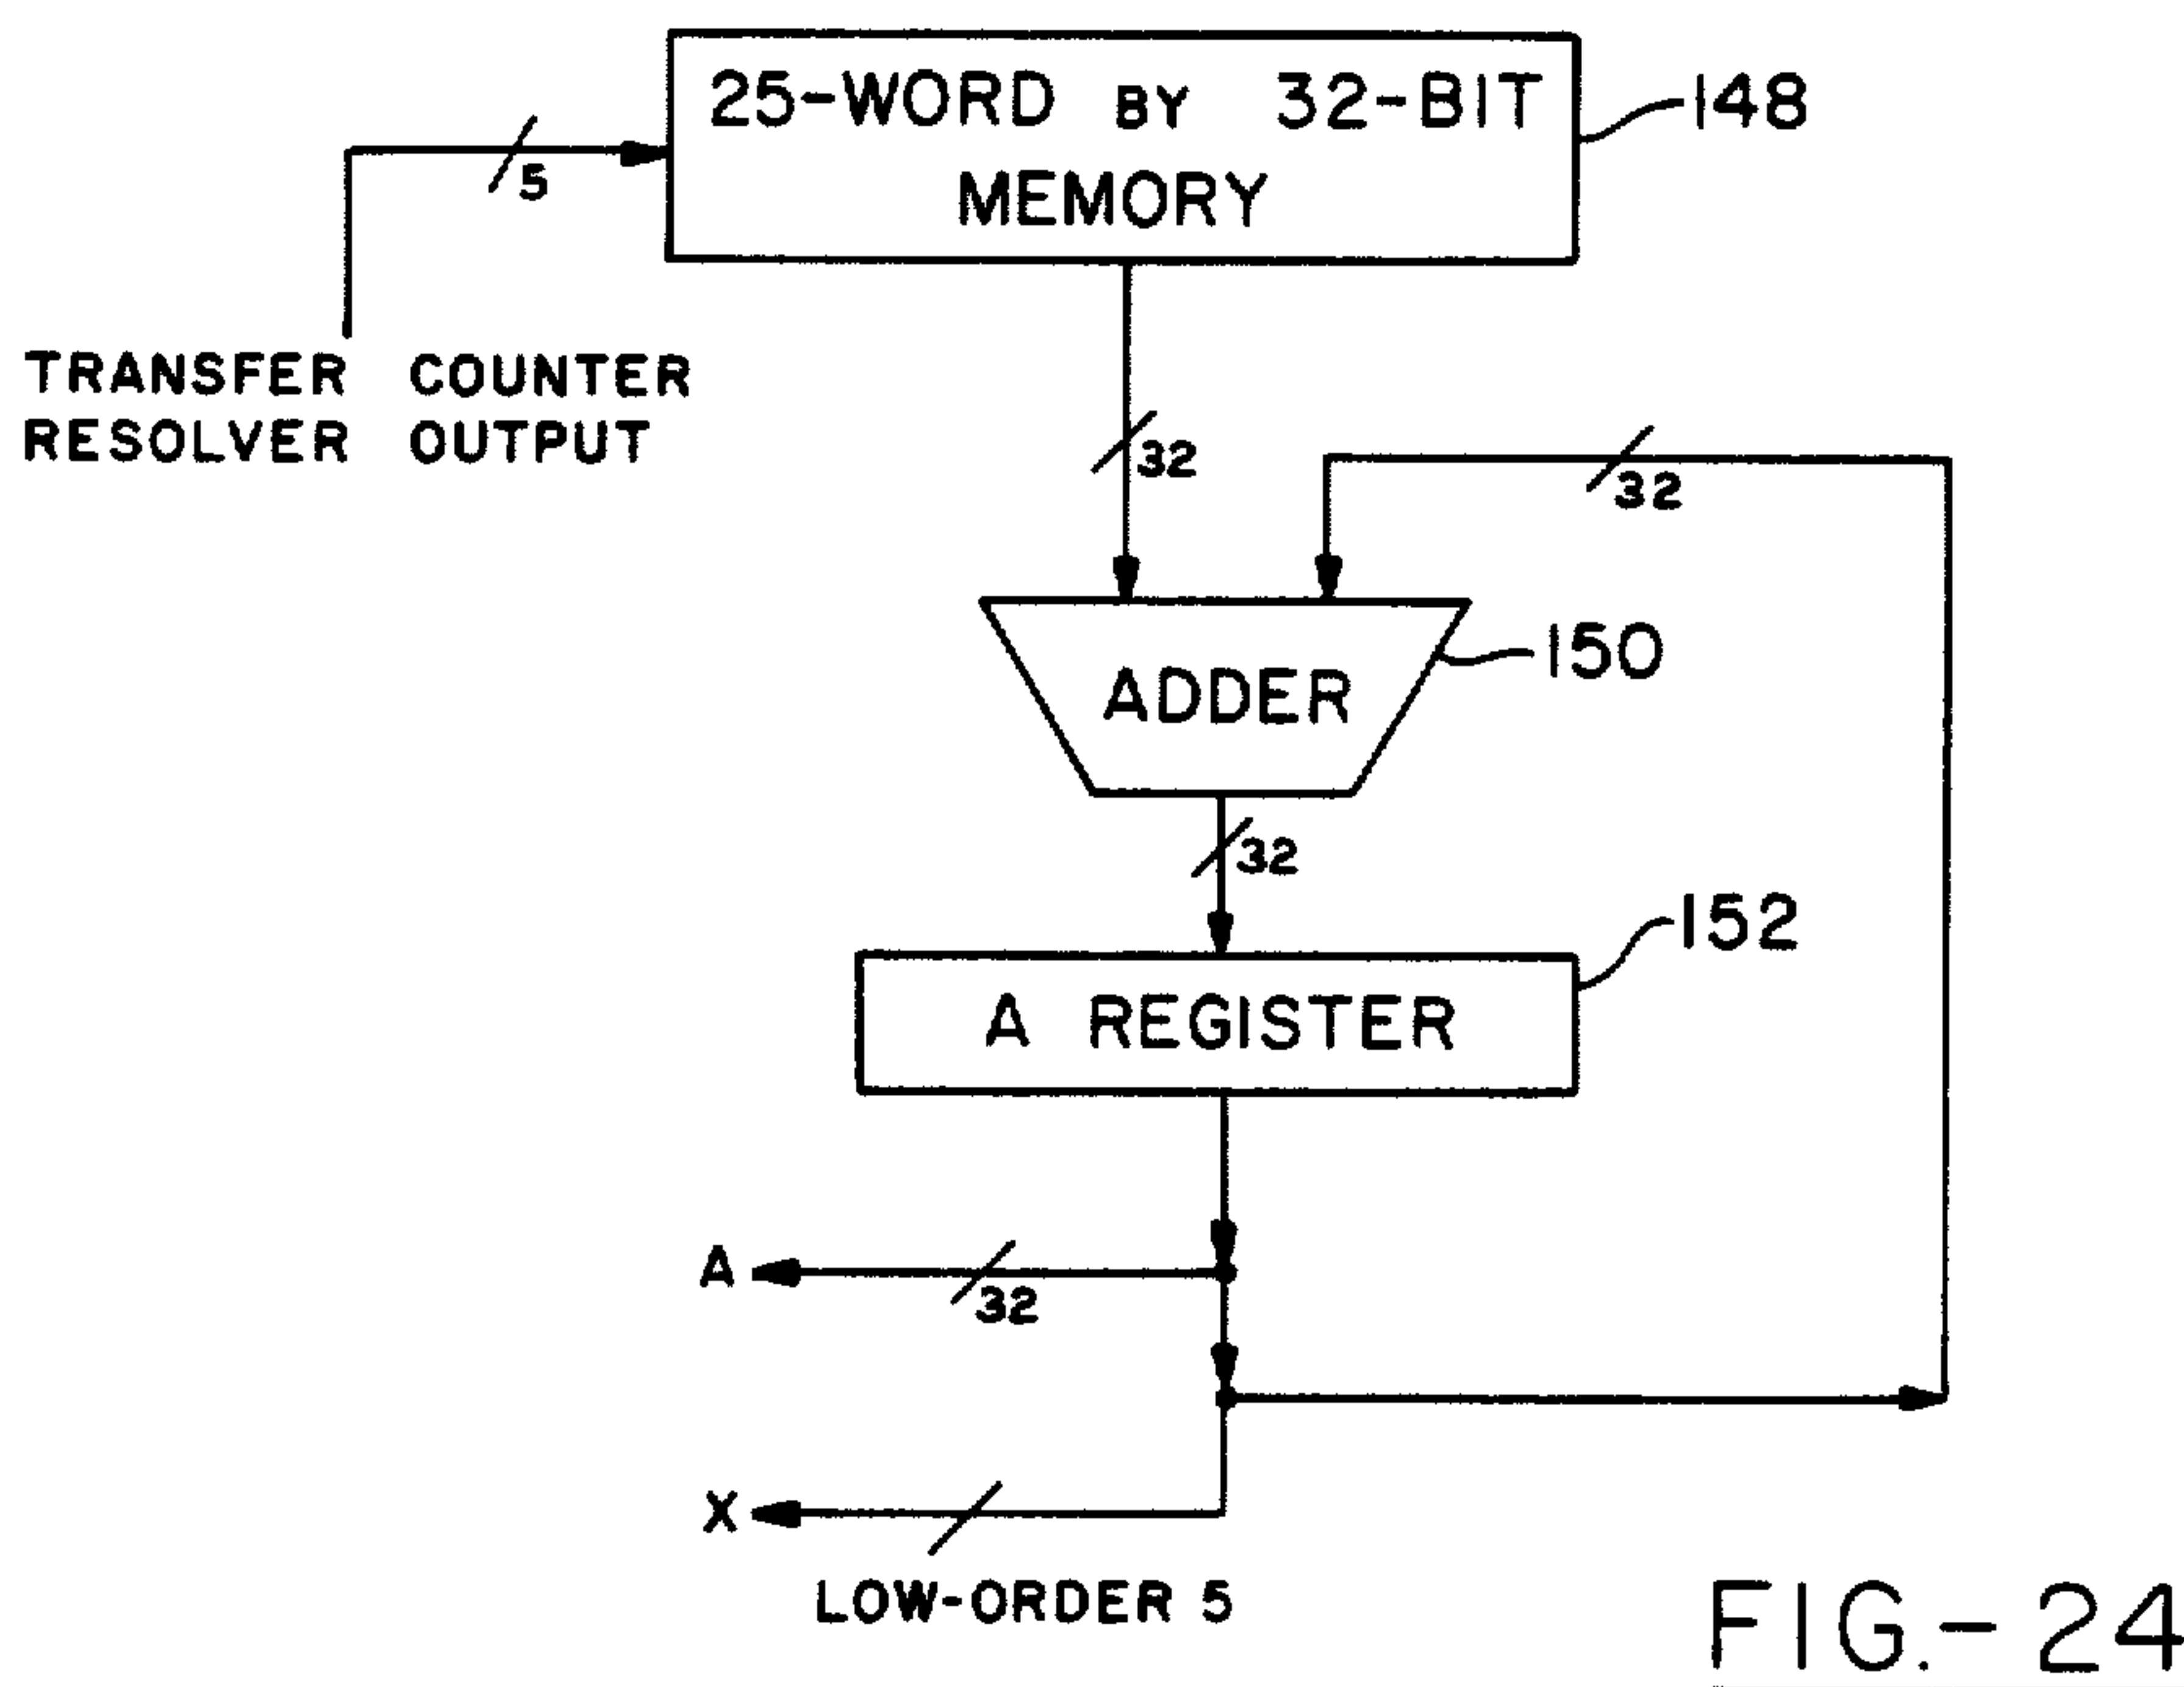 25-WORD BY 32-BIT
MEMORY
148
5
TRANSFER COUNTER
RESOLVER OUTPUT
32
32
ADDER
150
32
152
A REGISTER
A
32
X
LOW-ORDER 5
FIG.-24